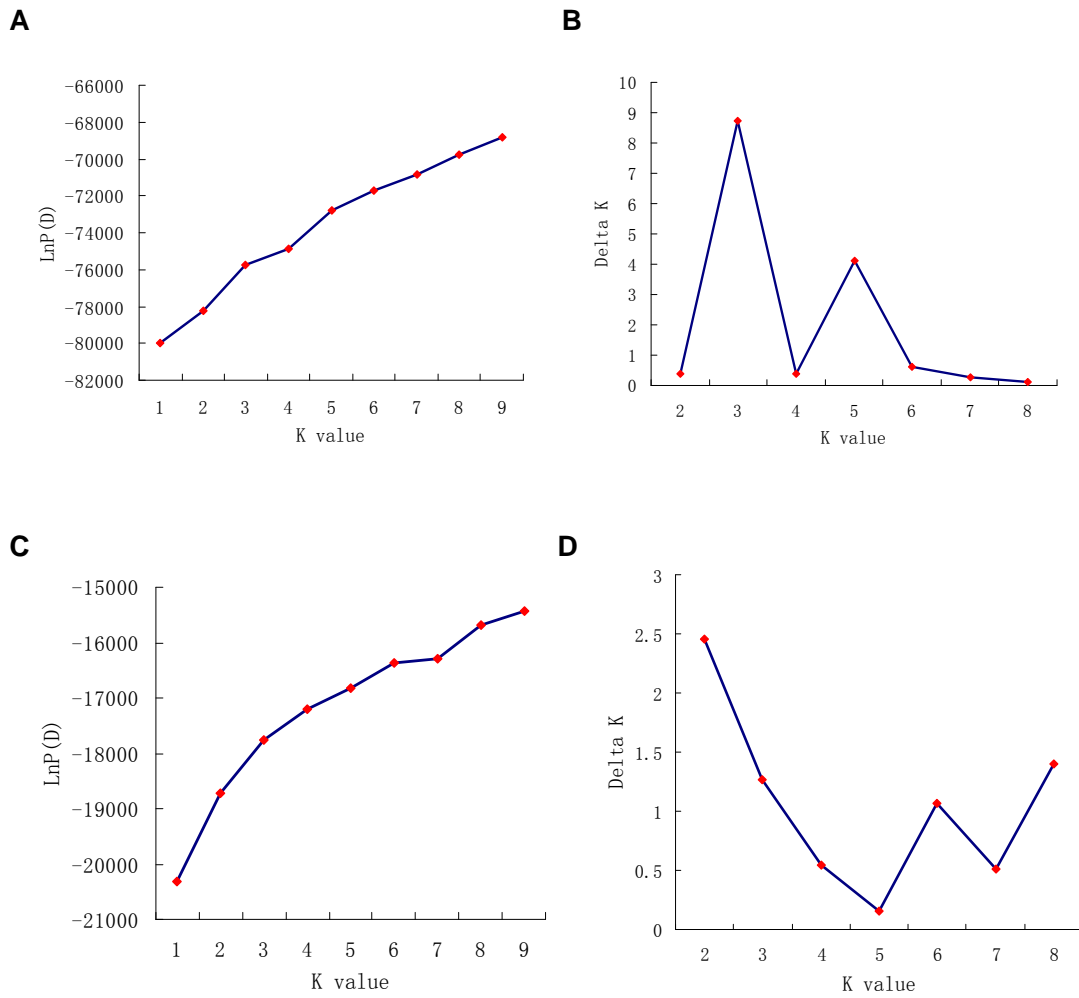 A
-66000
-68000
-70000
-72000
-74000
-76000
-78000
-80000
-82000
LnP(D)
1 2 3 4 5 6 7 8 9
K value
B
10
9
8
7
6
5
4
3
2
1
0
Delta K
2 3 4 5 6 7 8
K value
C
-15000
-16000
-17000
-18000
-19000
-20000
-21000
LnP(D)
1 2 3 4 5 6 7 8 9
K value
D
3
2.5
2
1.5
1
0.5
0
Delta K
2 3 4 5 6 7 8
K value